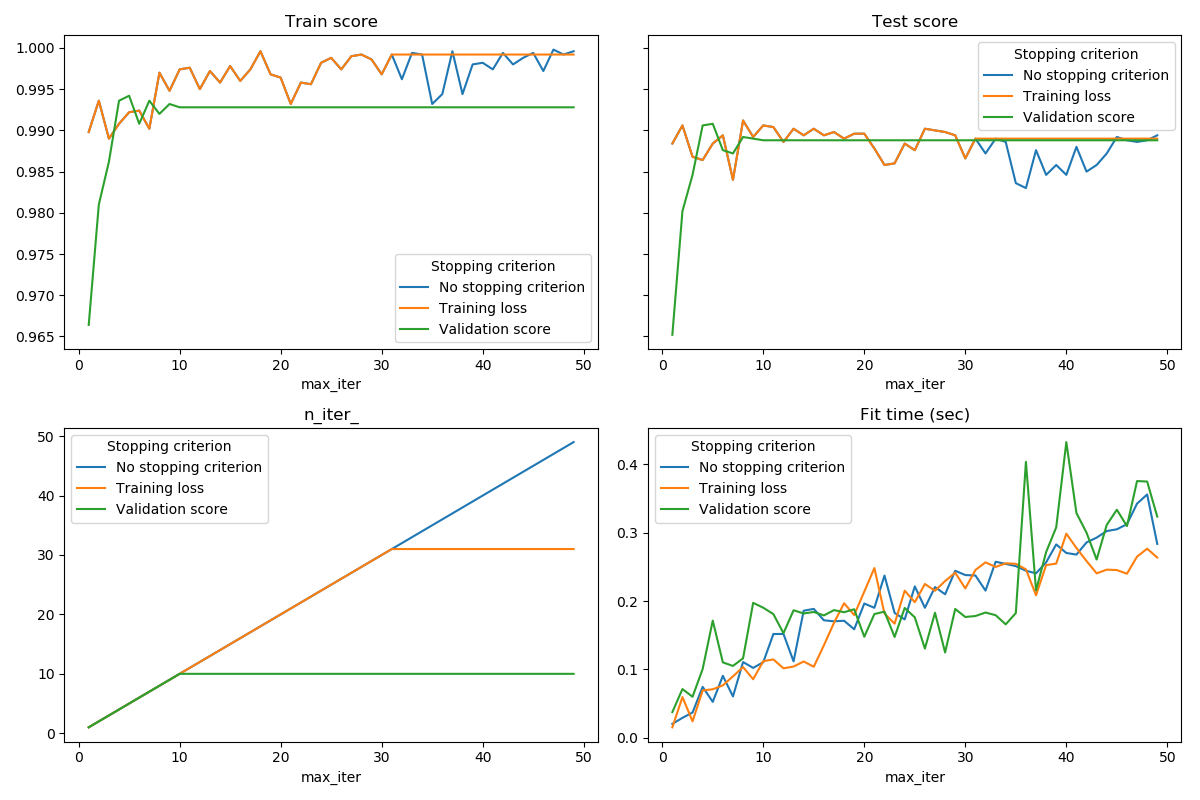 Train score
1.000
0.995
0.990
0.985
0.980
0.975
0.970
0.965
Stopping criterion
No stopping criterion
Training loss
Validation score
0 10 20 30 40 50
max_iter
Test score
Stopping criterion
No stopping criterion
Training loss
Validation score
0 10 20 30 40 50
max_iter
n_iter_
50
40
30
20
10
0
Stopping criterion
No stopping criterion
Training loss
Validation score
0 10 20 30 40 50
max_iter
Fit time (sec)
0.4
0.3
0.2
0.1
0.0
Stopping criterion
No stopping criterion
Training loss
Validation score
0 10 20 30 40 50
max_iter